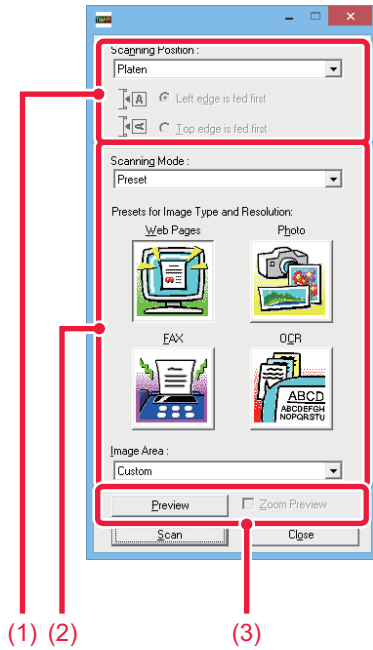 Scanning Position :
Platen
A Left edge is fed first
A Top edge is fed first
Scanning Mode :
Preset
Presets for Image Type and Resolution:
Web Pages Photo
FAX OCR
ABCD
ABCDEFGH
NOPQRSTU
Image Area :
Custom
Preview Zoom Preview
Scan Close
(1) (2) (3)